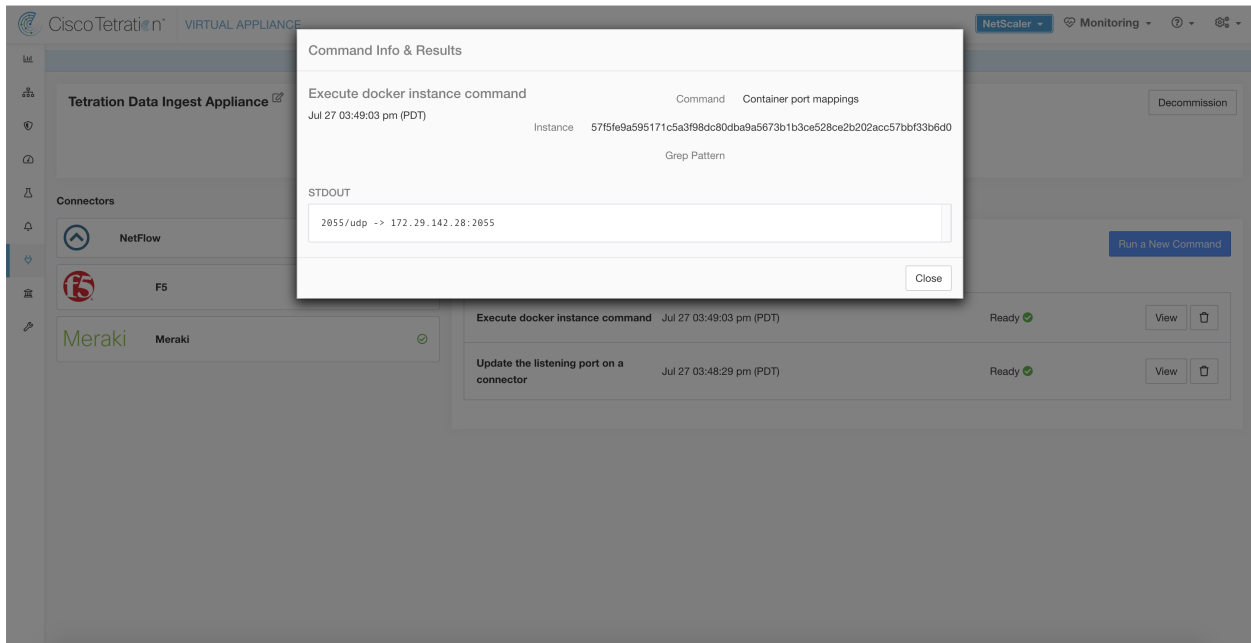 Cisco Tetration™ VIRTUAL APPLIANCE
NetScaler
Monitoring
Command Info & Results
Execute docker instance command
Jul 27 03:49:03 pm (PDT)
Command Container port mappings
Instance 57f5fe9a595171c5a3f98dc80dba9a5673b1b3ce528ce2b202acc57bbf33b6d0
Grep Pattern
STDOUT
2055/udp -> 172.29.142.28:2055
Close
Tetration Data Ingest Appliance
Decommission
Connectors
NetFlow
f5 F5
Meraki Meraki
Run a New Command
Execute docker instance command Jul 27 03:49:03 pm (PDT) Ready View
Update the listening port on a
connector Jul 27 03:48:29 pm (PDT) Ready View